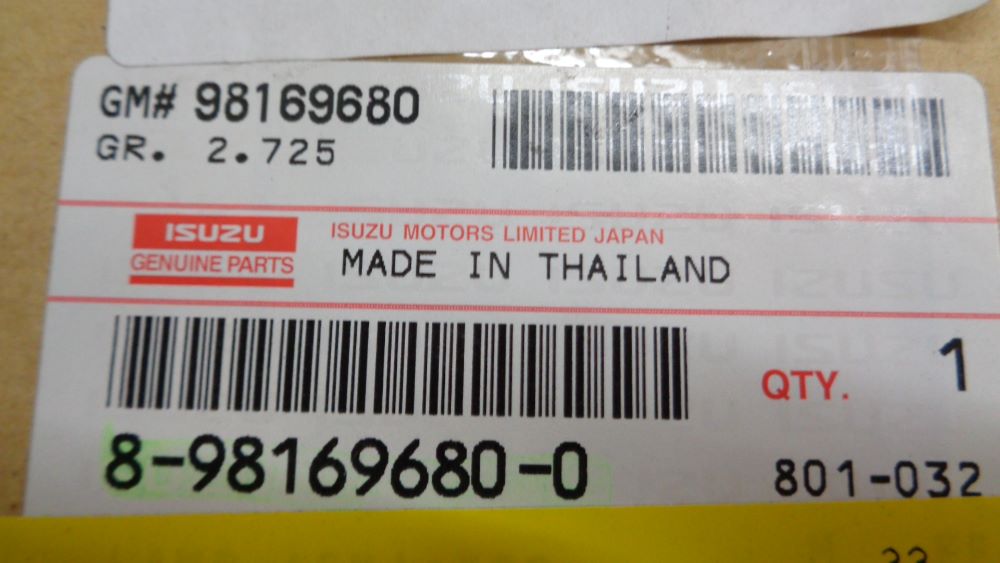 GM# 98169680
GR. 2.725
ISUZU
GENUINE PARTS
ISUZU MOTORS LIMITED JAPAN
MADE IN THAILAND
QTY. 1
8-98169680-0
801-032